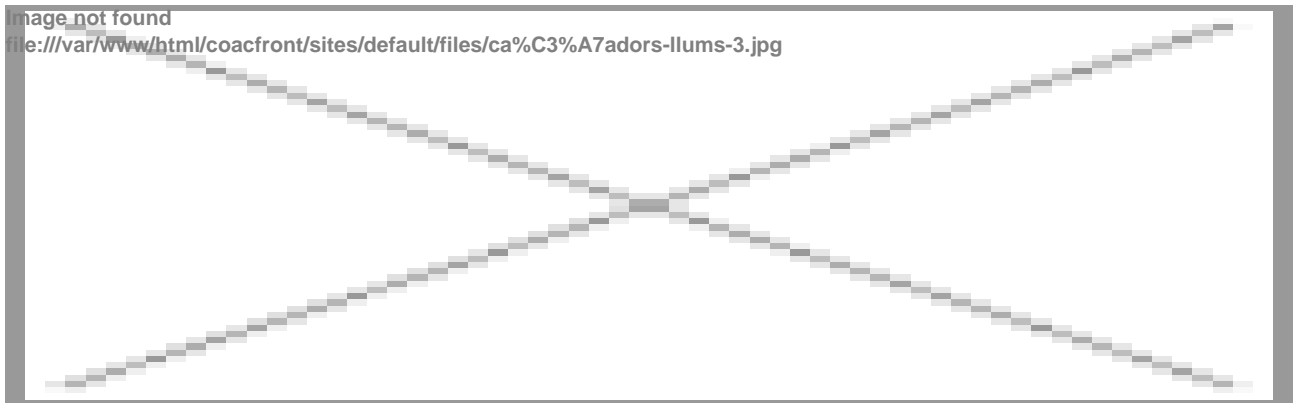 Image not found
file:///var/www/html/coacfront/sites/default/files/ca%C3%A7adors-llums-3.jpg